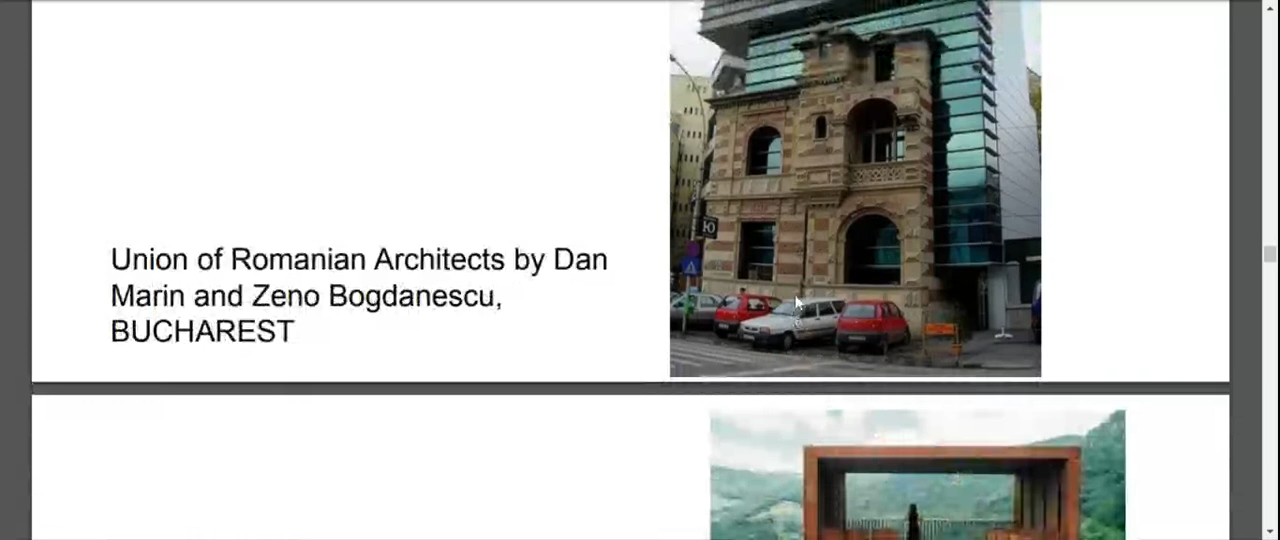 Union of Romanian Architects by Dan
Marin and Zeno Bogdanescu,
BUCHAREST